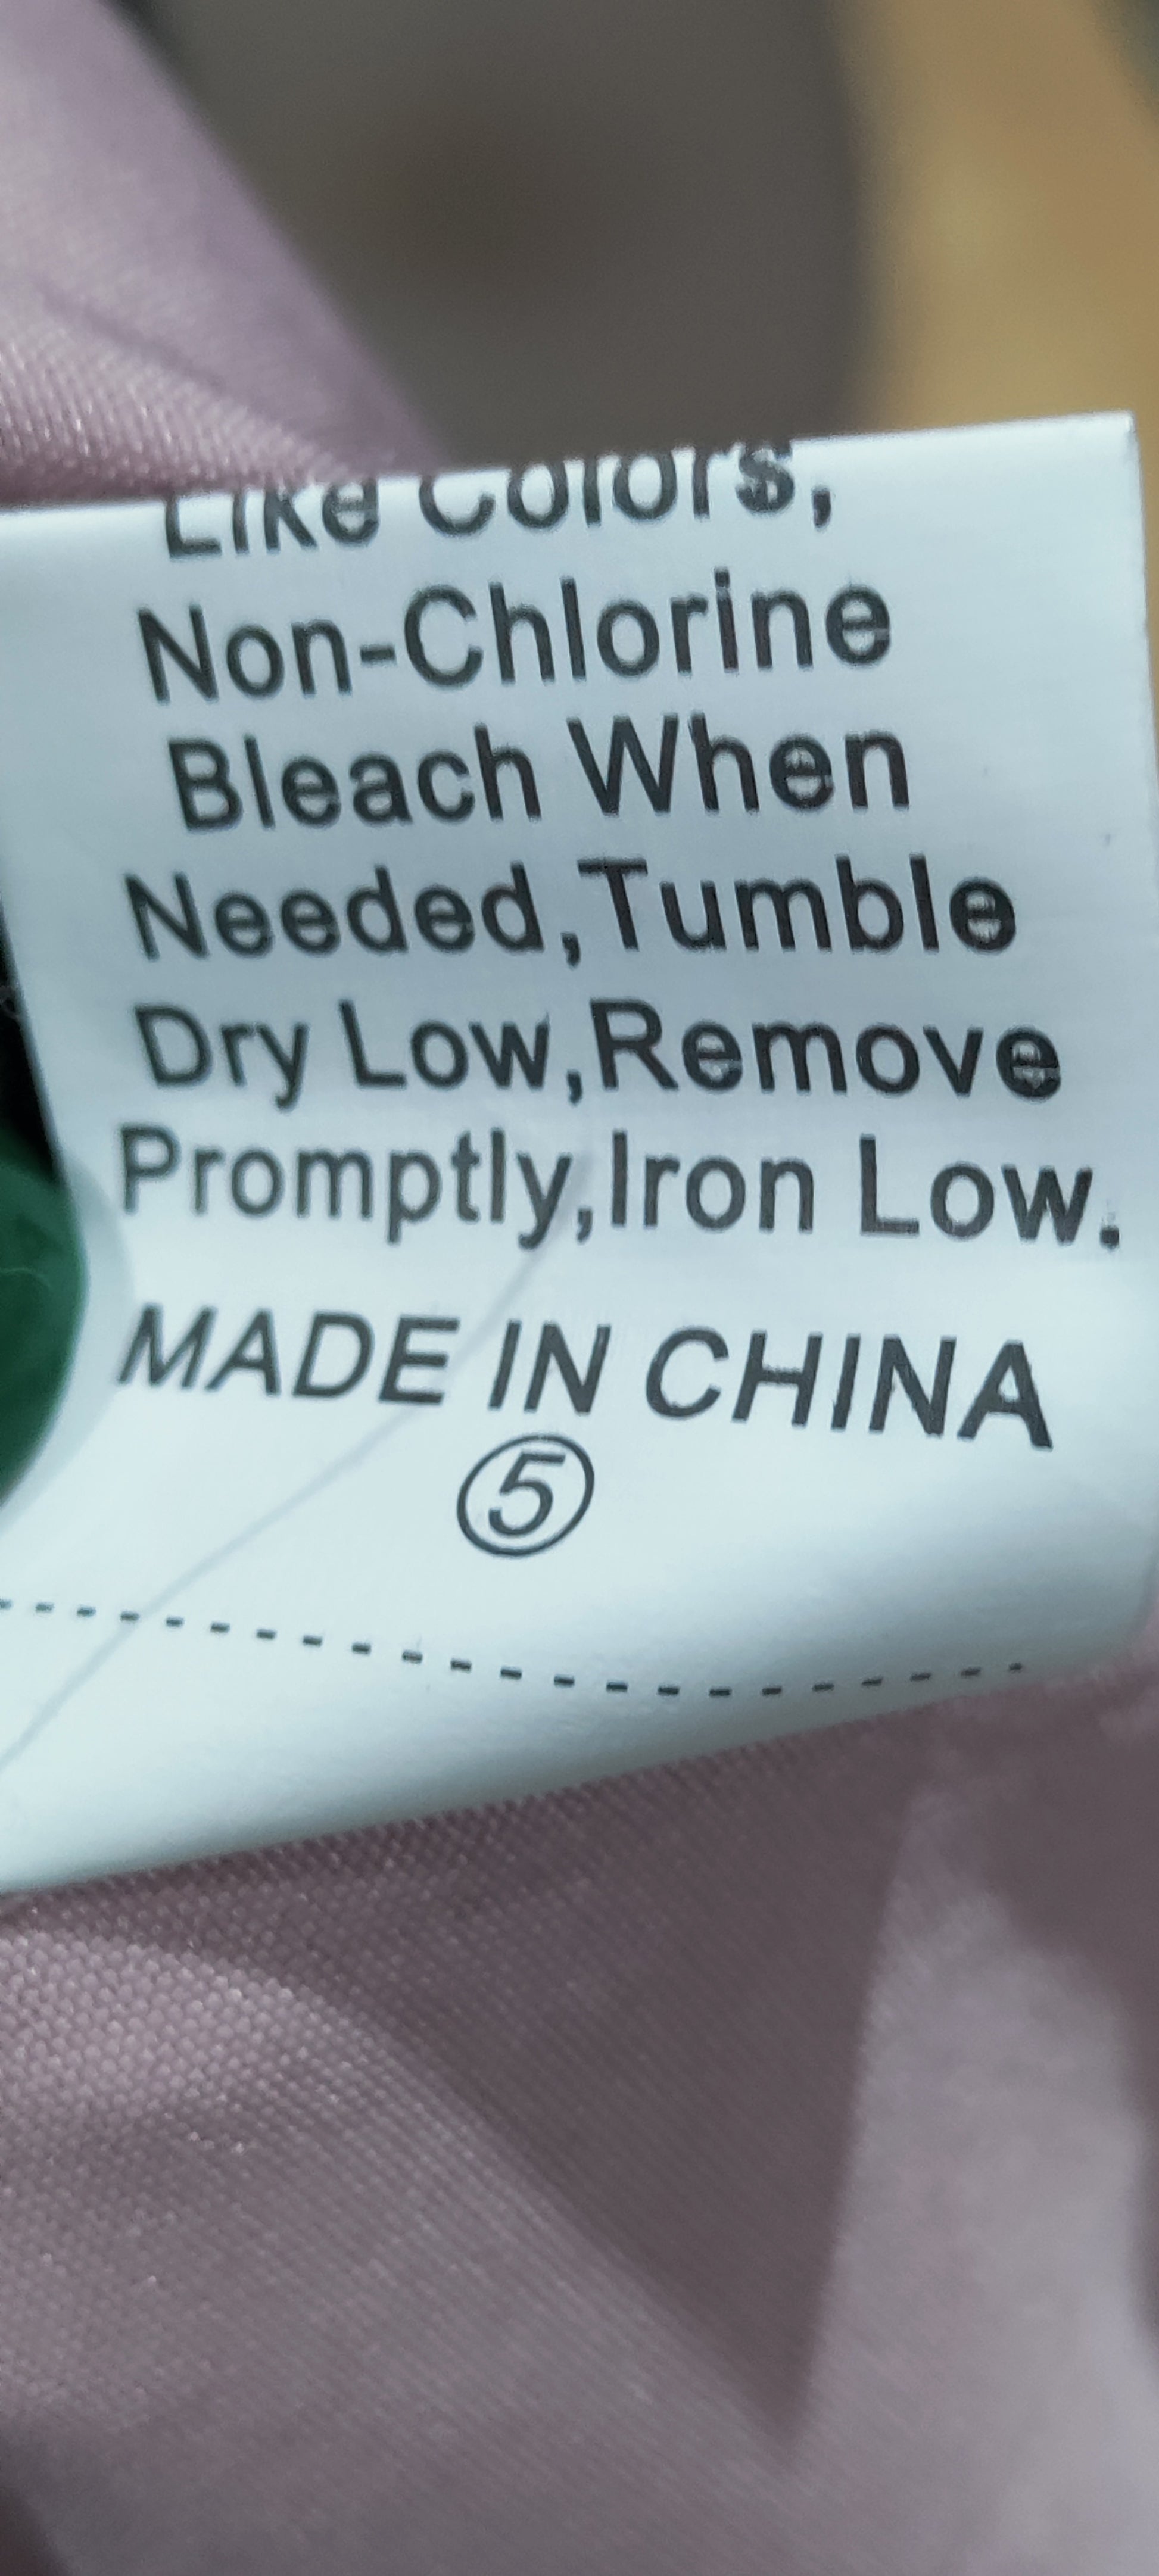 Like Colors,
Non-Chlorine
Bleach When
Needed,Tumble
Dry Low,Remove
Promptly,Iron Low.
MADE IN CHINA
⑤